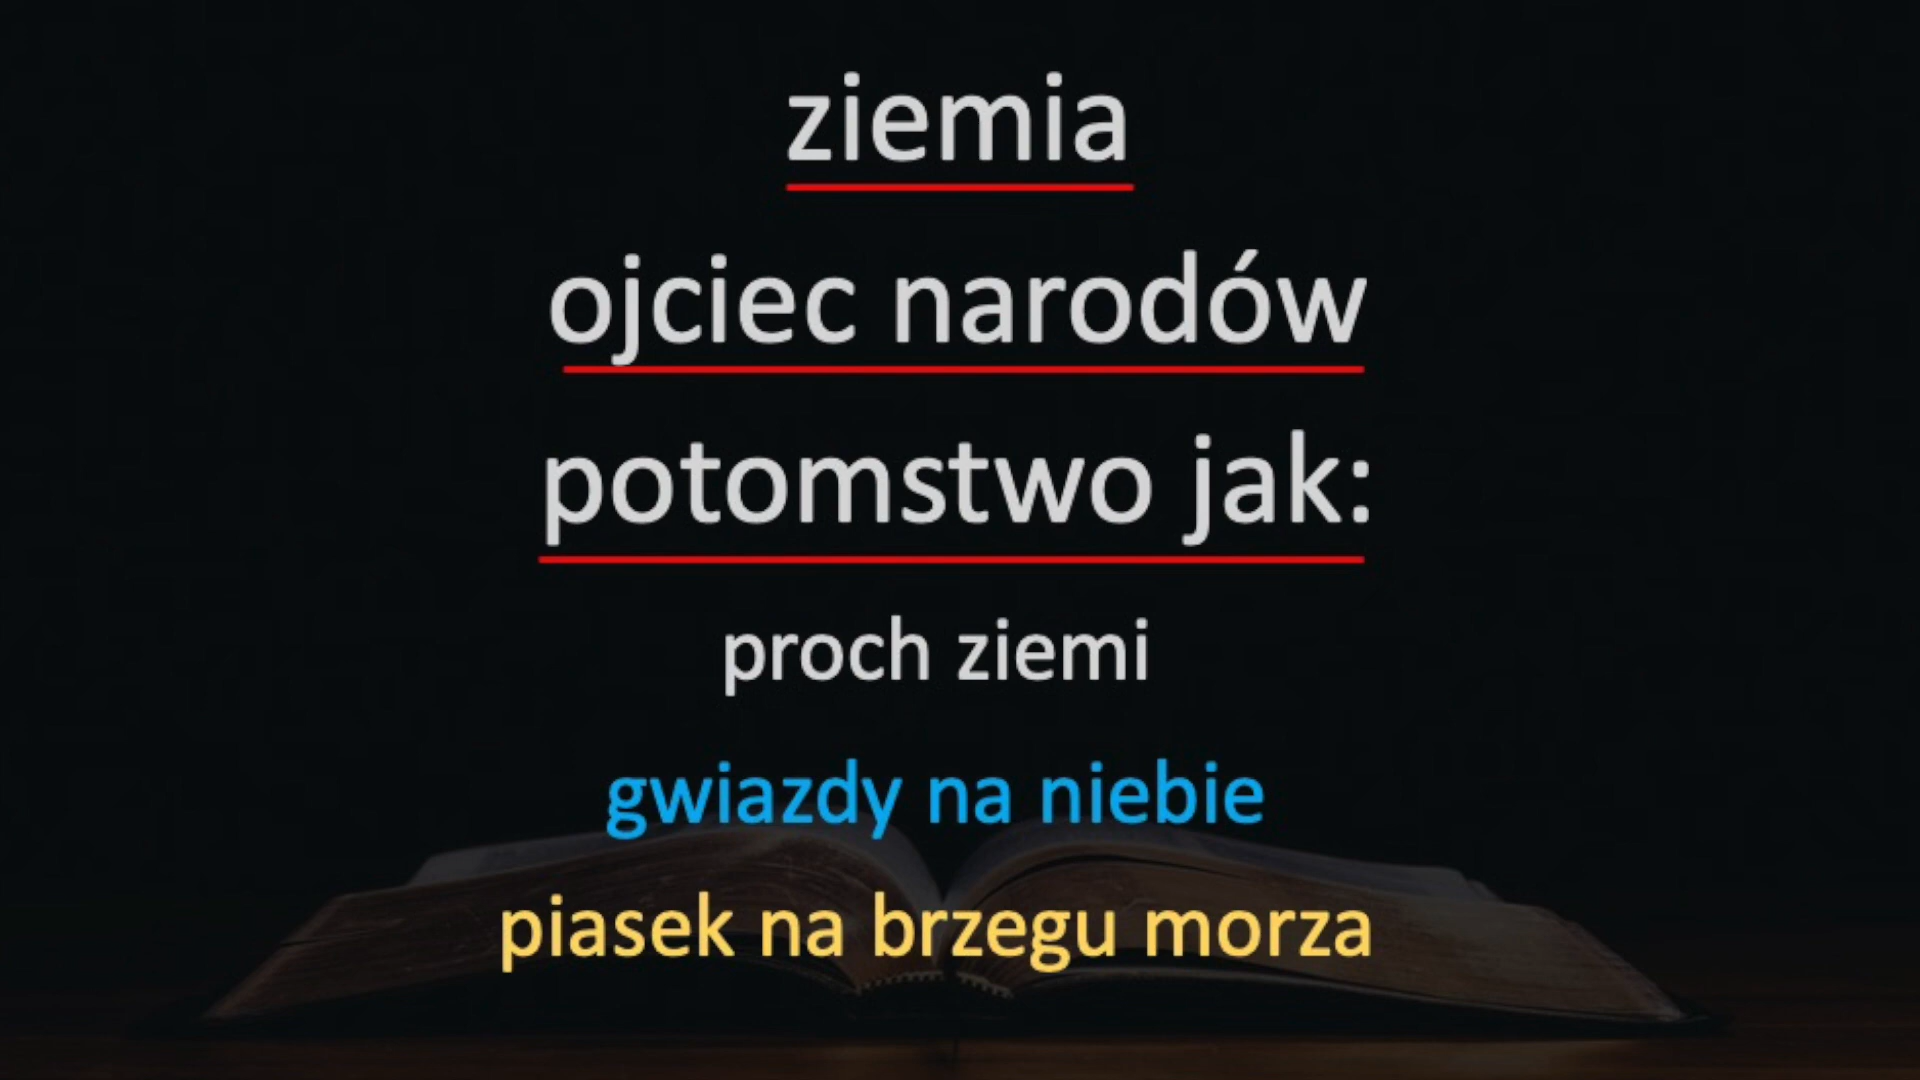 ziemia
ojciec narodów
potomstwo jak:
proch ziemi
gwiazdy na niebie
piasek na brzegu morza